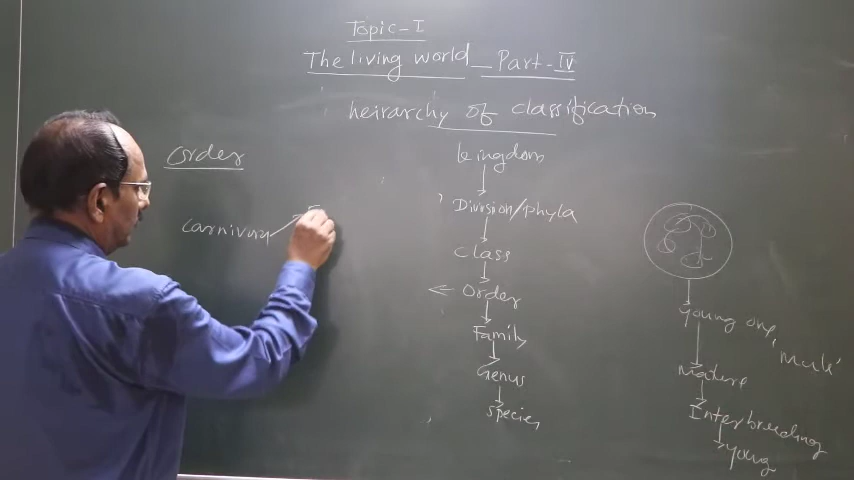 Topic-I
The living world - Part-IV
heirarchy of classification
Order
Carnivora
kingdom
Division/phyla
class
Order
Family
Genus
Species
Young one, 'Mule'
Mature
Interbreeding
young